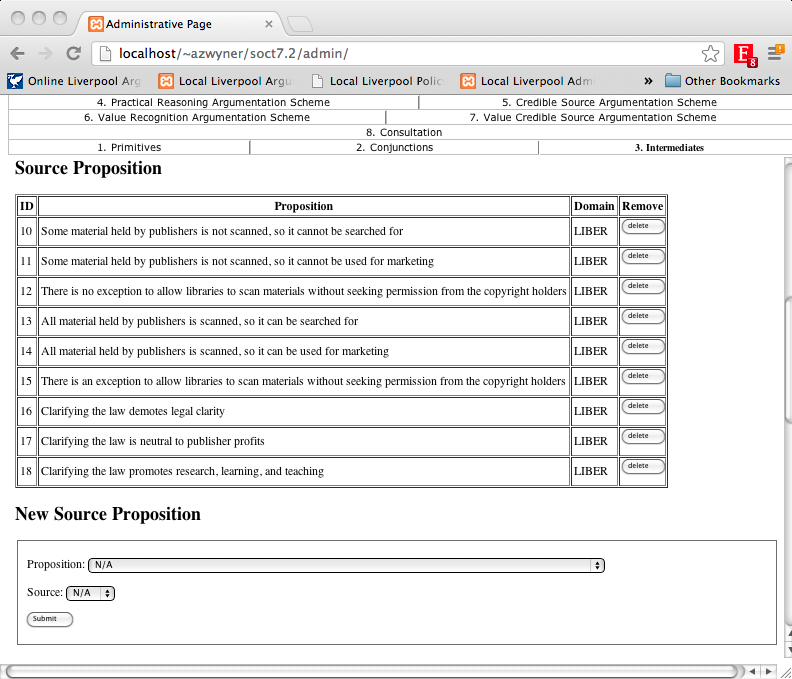 Administrative Page
localhost/~azwyner/soct7.2/admin/
Online Liverpool Arg Local Liverpool Argu Local Liverpool Polic Local Liverpool Adm » Other Bookmarks
4. Practical Reasoning Argumentation Scheme 5. Credible Source Argumentation Scheme
6. Value Recognition Argumentation Scheme 7. Value Credible Source Argumentation Scheme
8. Consultation
1. Primitives 2. Conjunctions 3. Intermediates
Source Proposition
ID Proposition Domain Remove
10 Some material held by publishers is not scanned, so it cannot be searched for LIBER delete
11 Some material held by publishers is not scanned, so it cannot be used for marketing LIBER delete
12 There is no exception to allow libraries to scan materials without seeking permission from the copyright holders LIBER delete
13 All material held by publishers is scanned, so it can be searched for LIBER delete
14 All material held by publishers is scanned, so it can be used for marketing LIBER delete
15 There is an exception to allow libraries to scan materials without seeking permission from the copyright holders LIBER delete
16 Clarifying the law demotes legal clarity LIBER delete
17 Clarifying the law is neutral to publisher profits LIBER delete
18 Clarifying the law promotes research, learning, and teaching LIBER delete
New Source Proposition
Proposition: N/A
Source: N/A
Submit